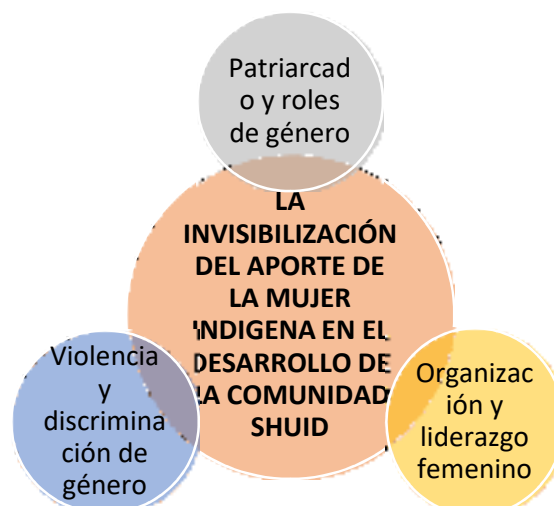 Patriarcad
o y roles
de género
LA
INVISIBILIZACIÓN
DEL APORTE DE
LA MUJER
INDIGENA EN EL
DESARROLLO DE
LA COMUNIDAD
SHUID
Violencia
y
discrimina
ción de
género
Organizac
ión y
liderazgo
femenino